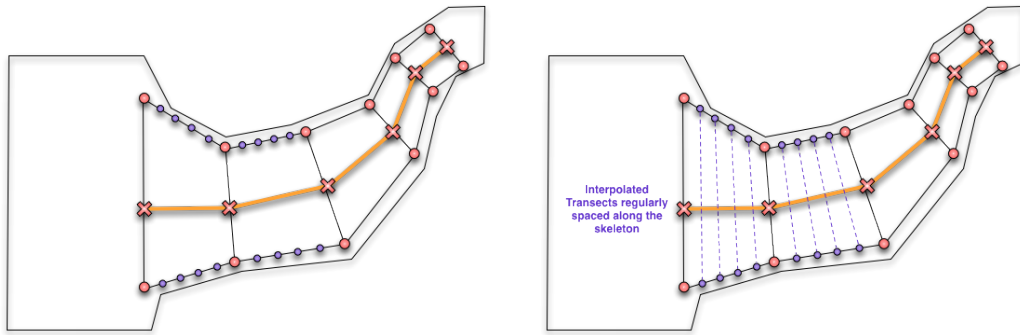 Interpolated
Transects regularly
spaced along the
skeleton